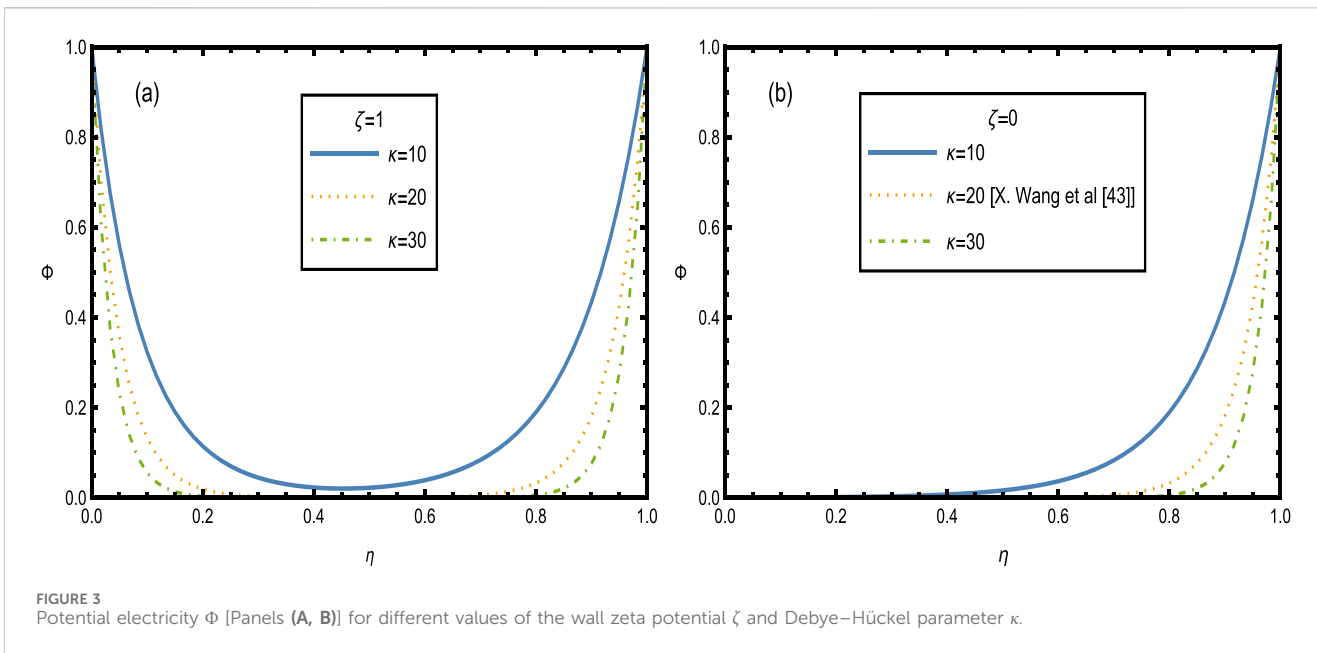 (a)
ζ=1
κ=10
κ=20
κ=30
1.0
0.8
0.6
Φ
0.4
0.2
0.0
0.0 0.2 0.4 0.6 0.8 1.0
η
(b)
ζ=0
κ=10
κ=20 [X. Wang et al [43]]
κ=30
1.0
0.8
0.6
Φ
0.4
0.2
0.0
0.0 0.2 0.4 0.6 0.8 1.0
η
FIGURE 3
Potential electricity Φ [Panels (A, B)] for different values of the wall zeta potential ζ and Debye–Hückel parameter κ.